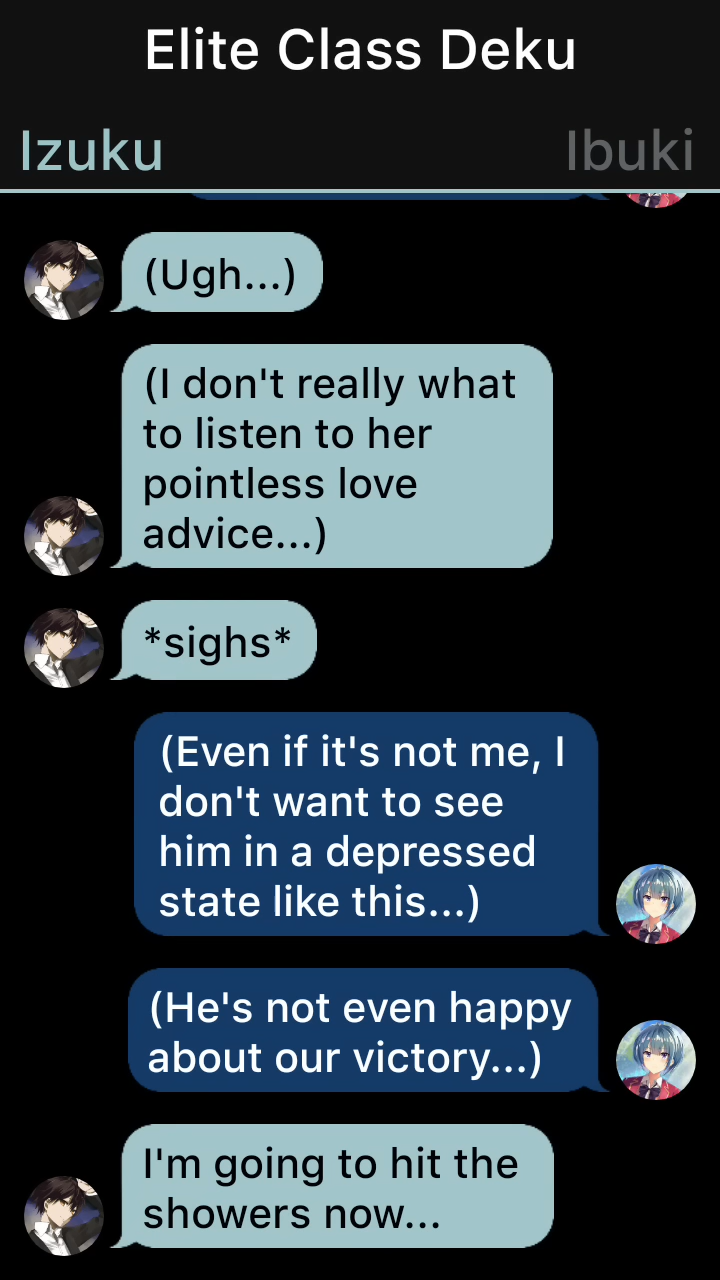 Elite Class Deku
Izuku
Ibuki
(Ugh...)
(I don't really what
to listen to her
pointless love
advice...)
*sighs*
(Even if it's not me, I
don't want to see
him in a depressed
state like this...)
(He's not even happy
about our victory...)
I'm going to hit the
showers now...